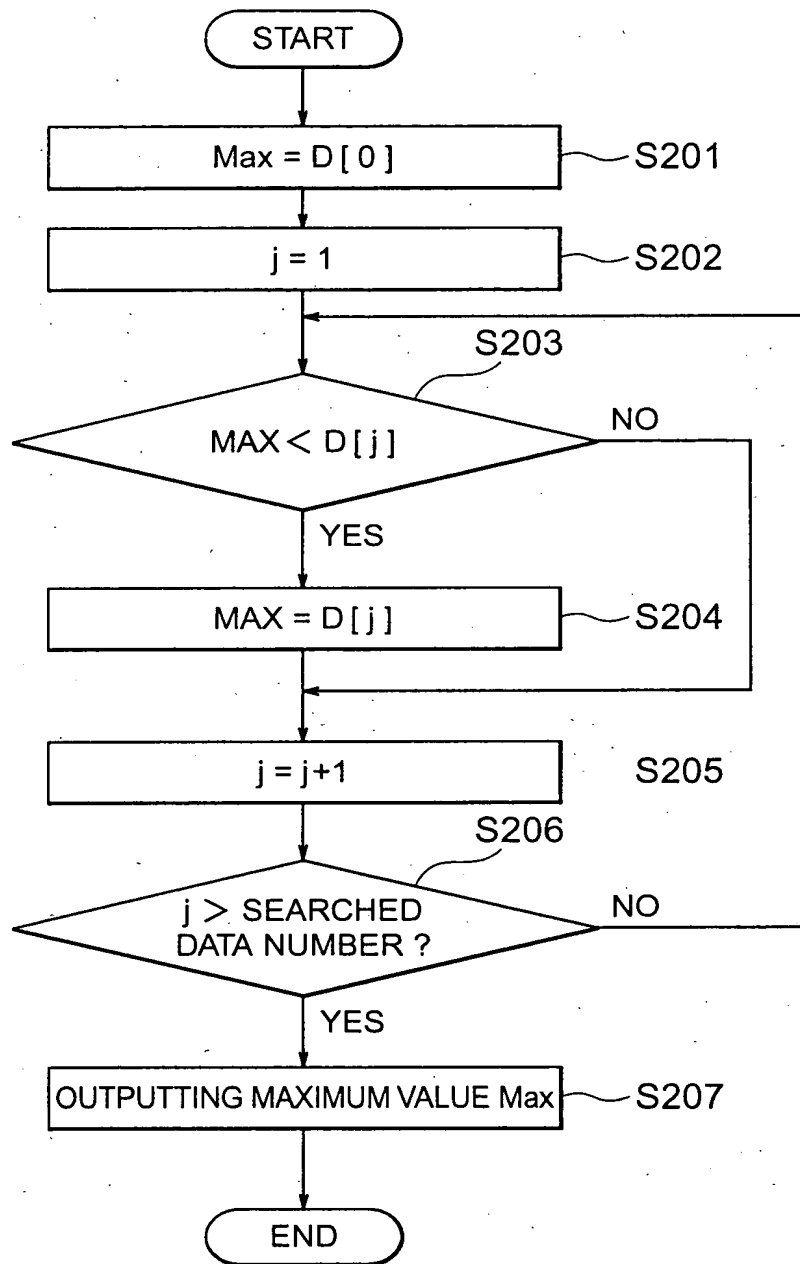 START
Max = D [ 0 ]
S201
j = 1
S202
S203
MAX < D [ j ]
NO
YES
MAX = D [ j ]
S204
j = j+1
S205
S206
j > SEARCHED
DATA NUMBER ?
NO
YES
OUTPUTTING MAXIMUM VALUE Max
S207
END